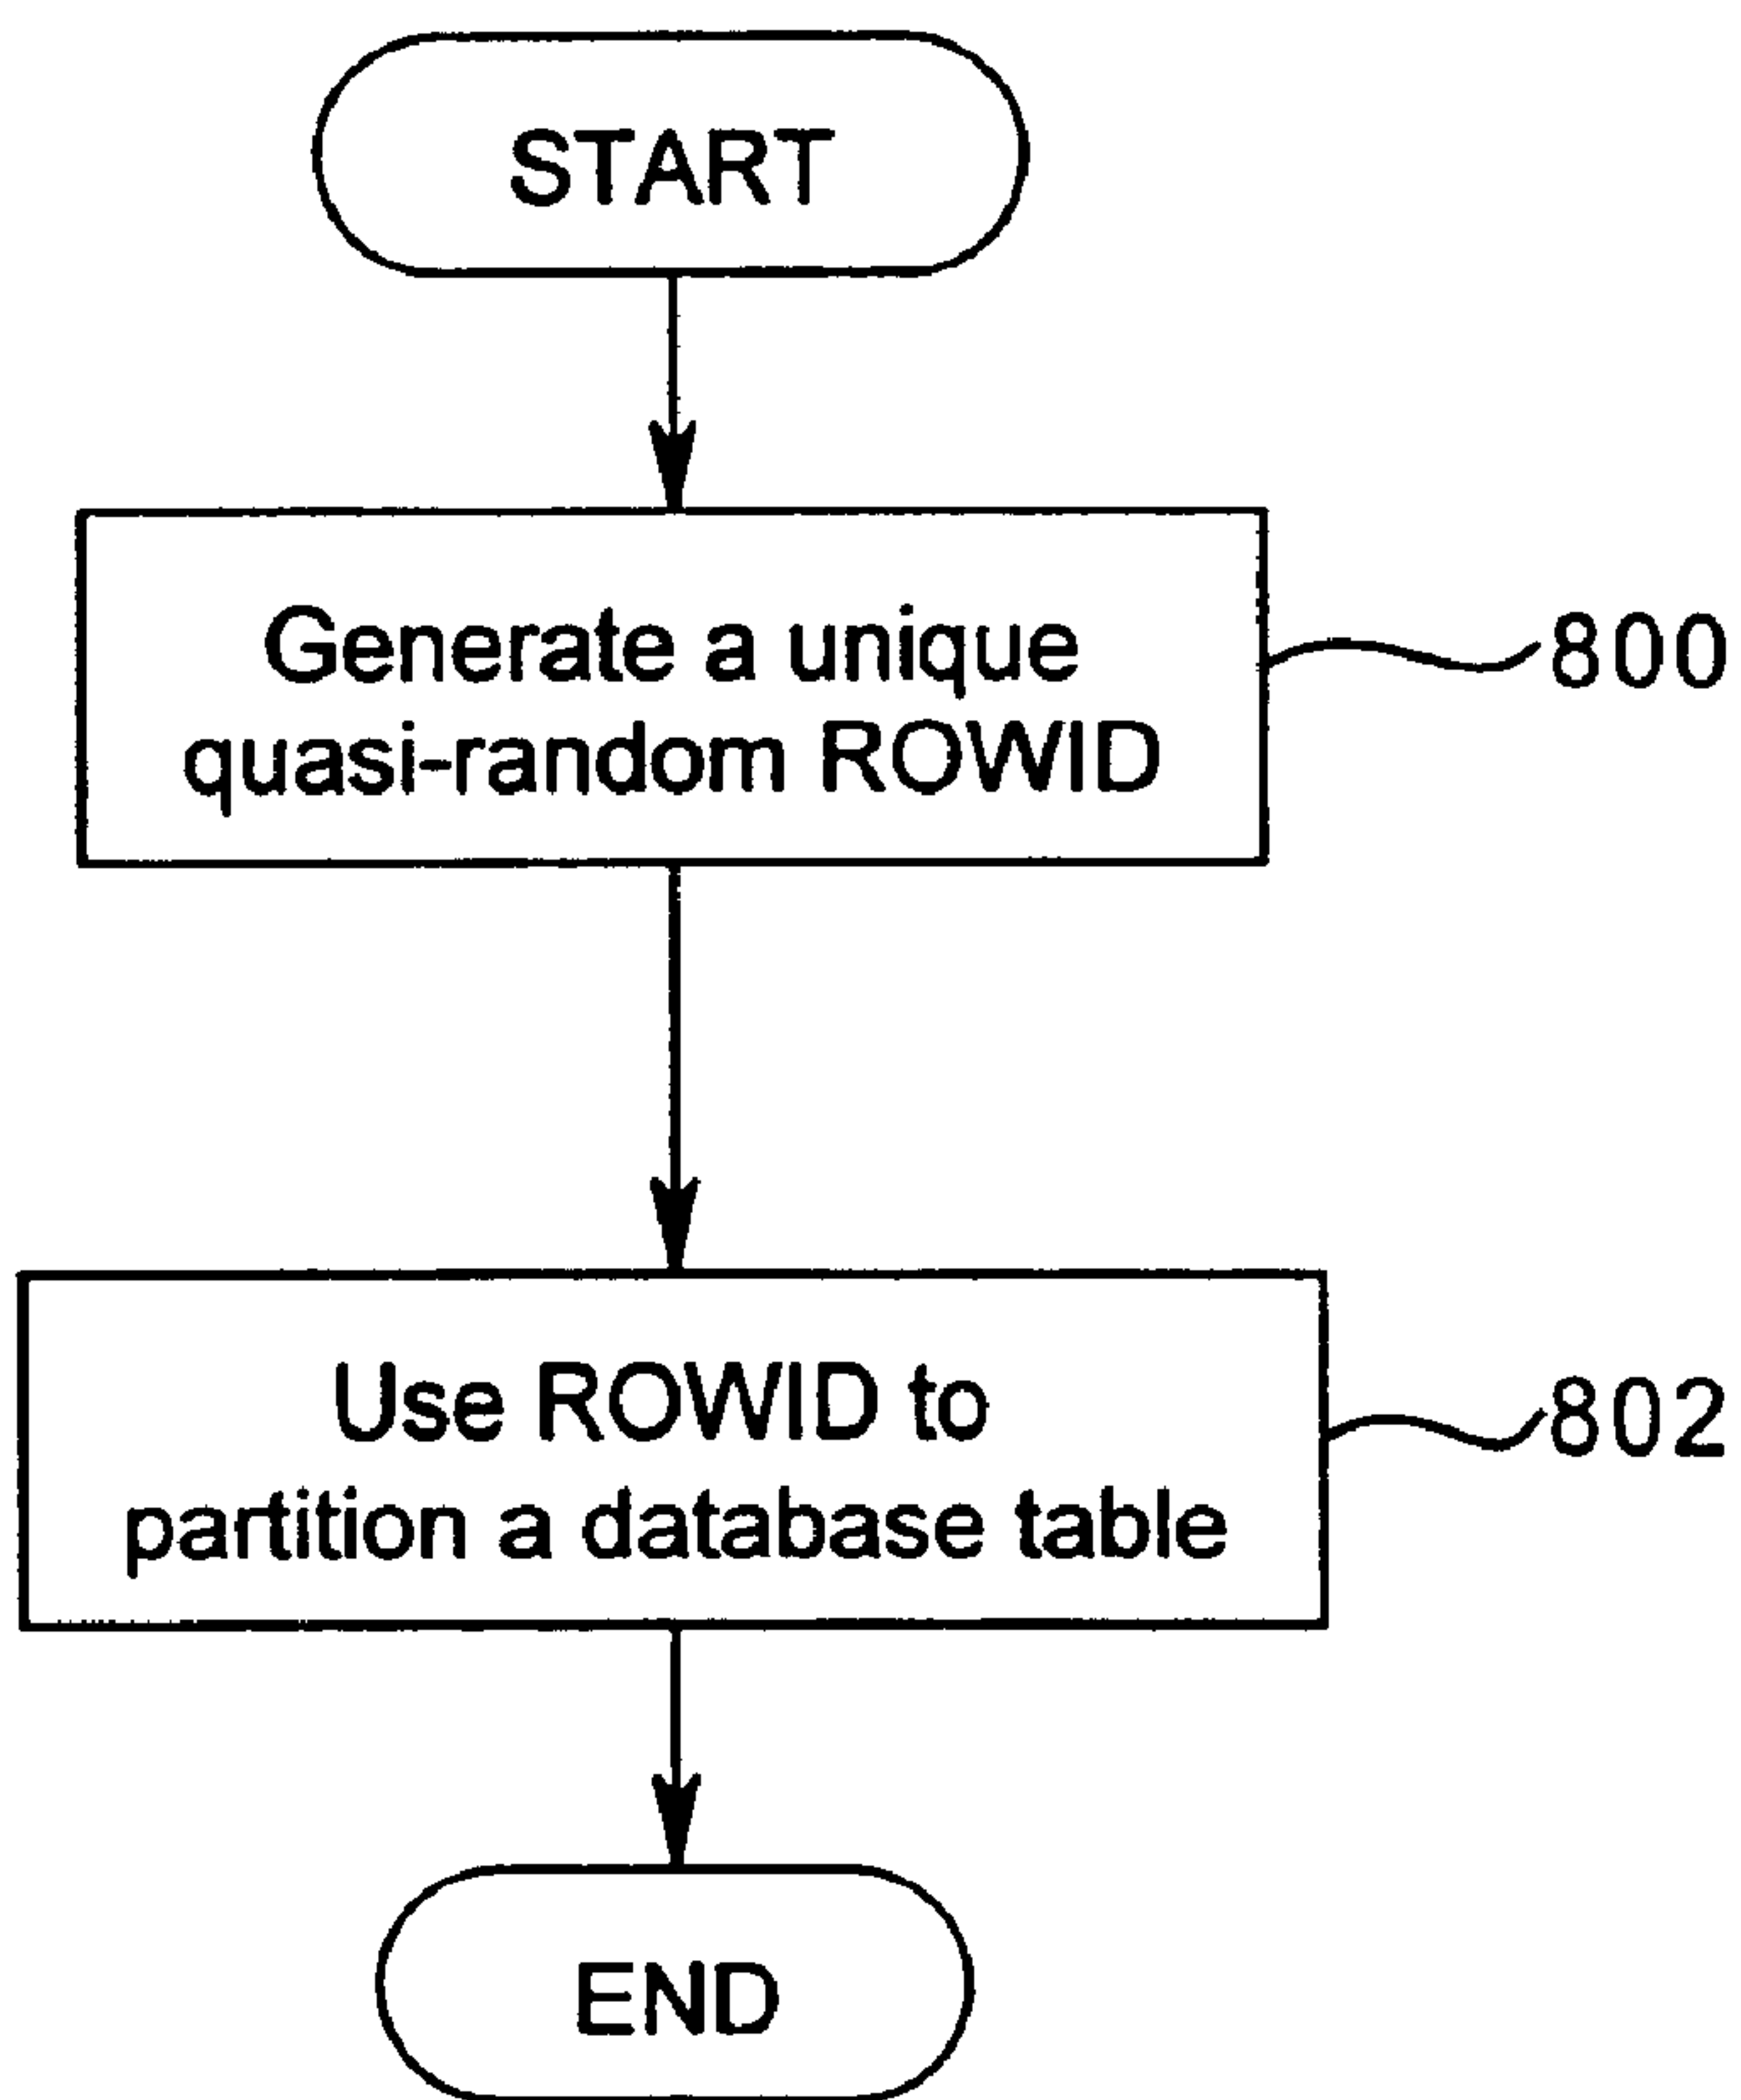 START
Generate a unique
quasi-random ROWID
800
Use ROWID to
partition a database table
802
END